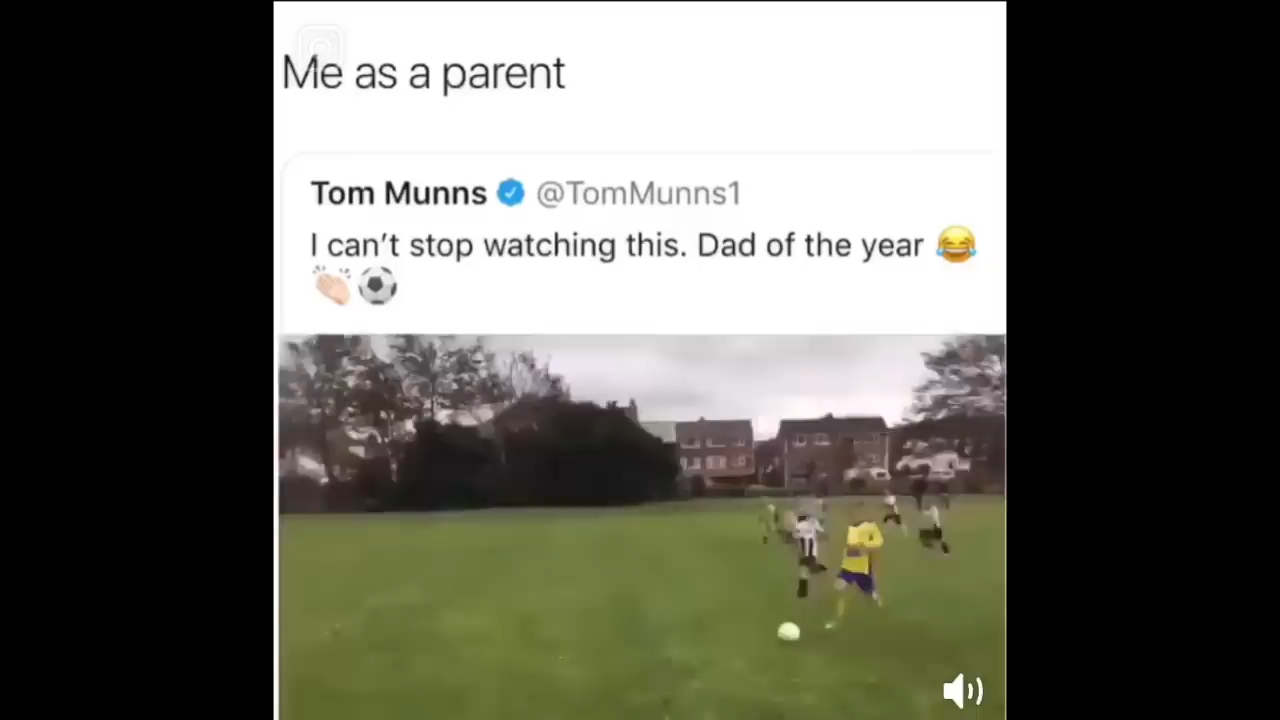 Me as a parent
Tom Munns @TomMunns1
I can't stop watching this. Dad of the year 😂
👏🏻⚽